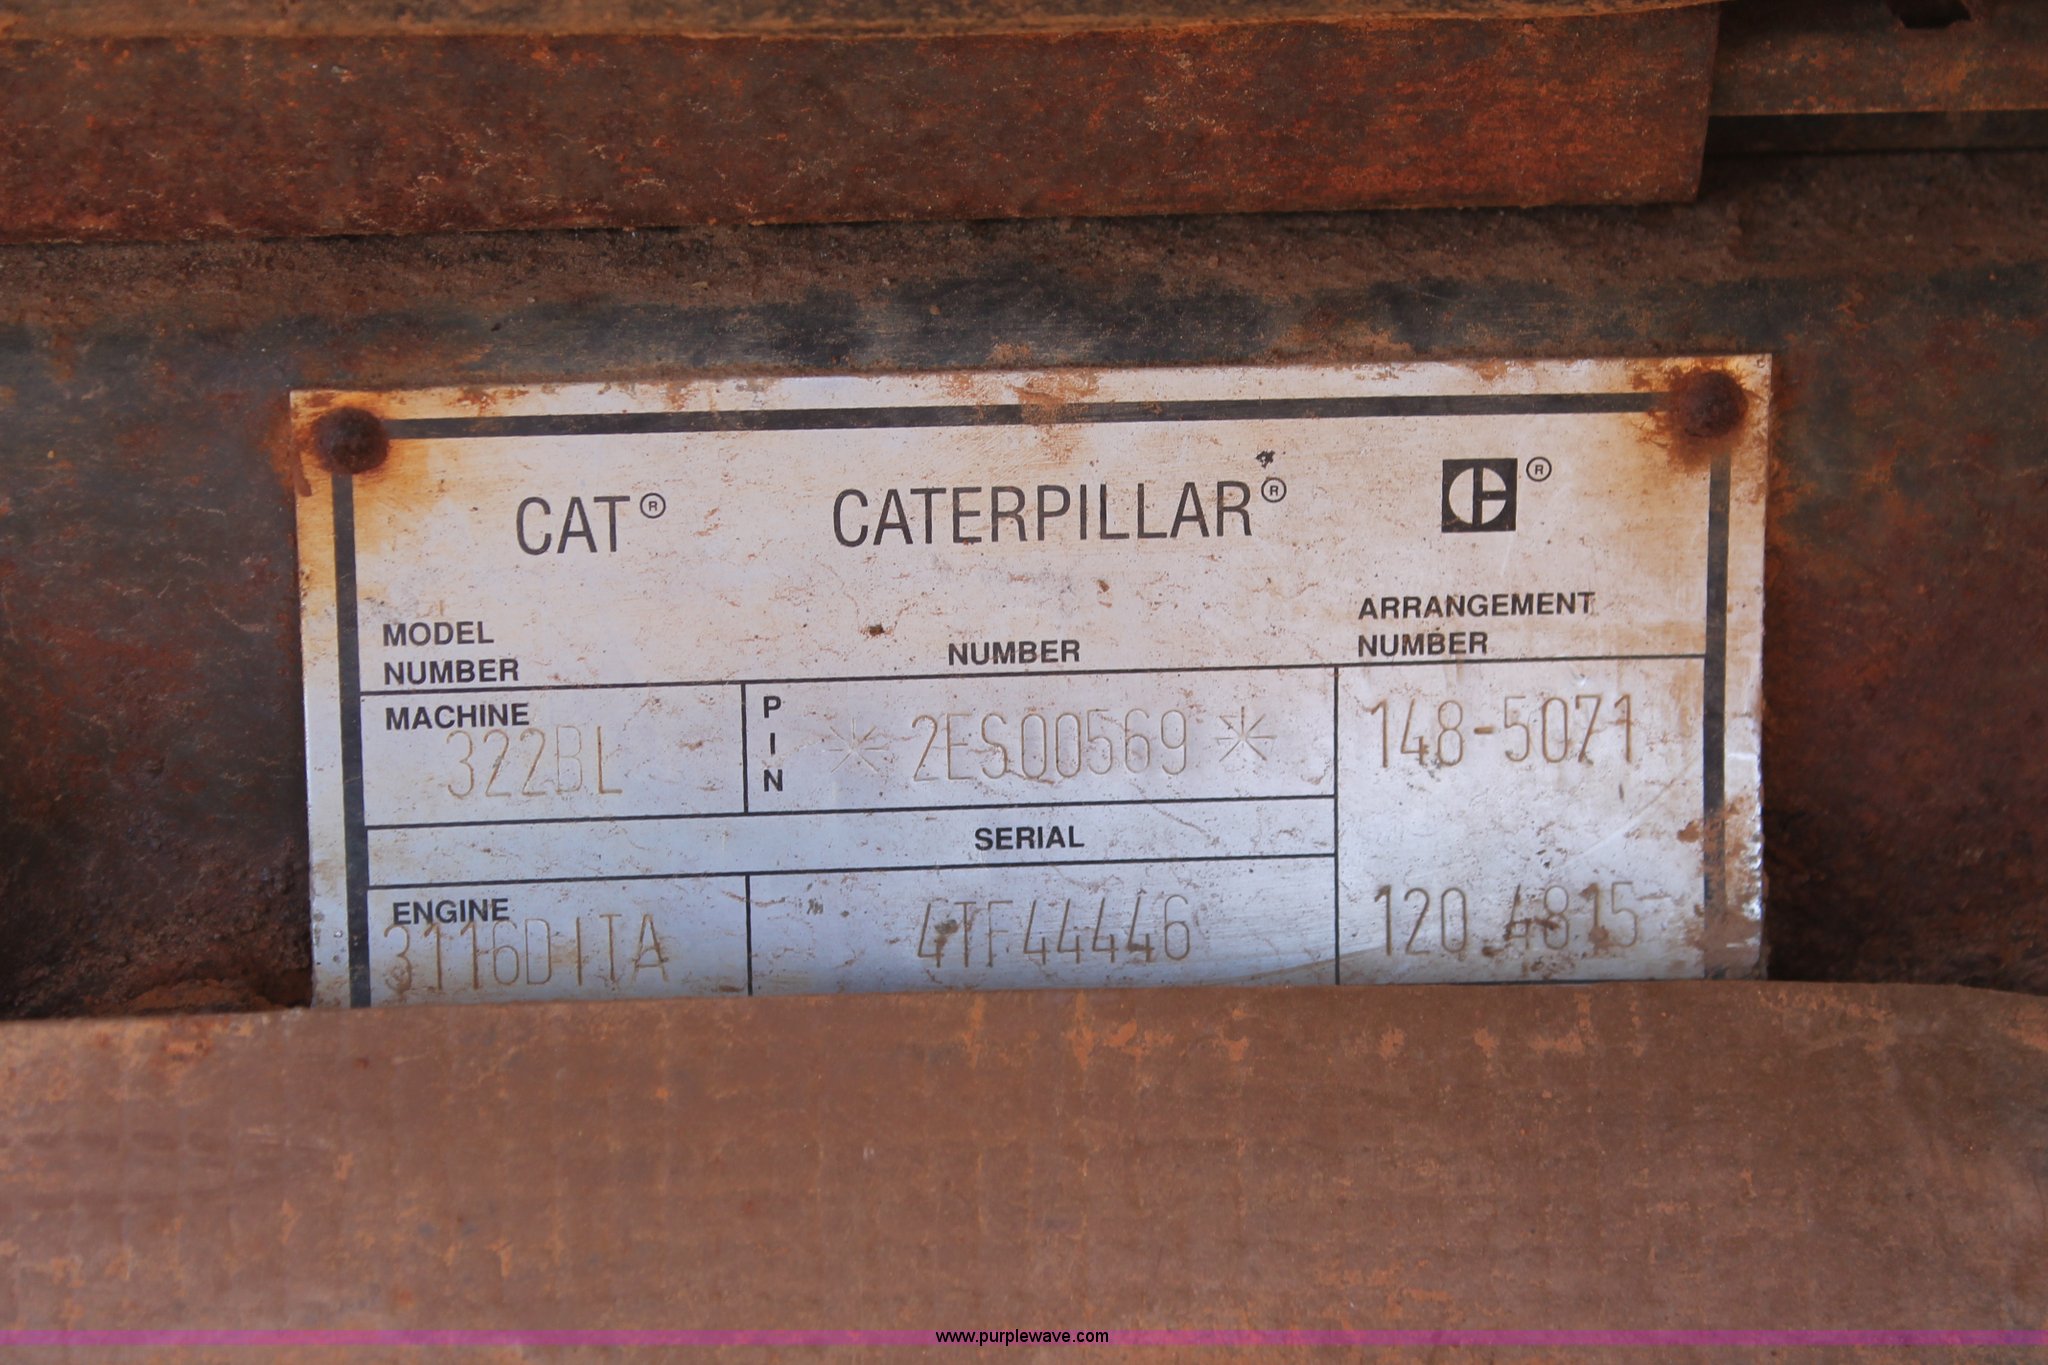 CAT® CATERPILLAR® ®
MODEL NUMBER
NUMBER
ARRANGEMENT NUMBER
MACHINE
322BL
PIN
*2ES00569*
148-5071
SERIAL
ENGINE
3116DITA
4TF44446
120 4815
www.purplewave.com